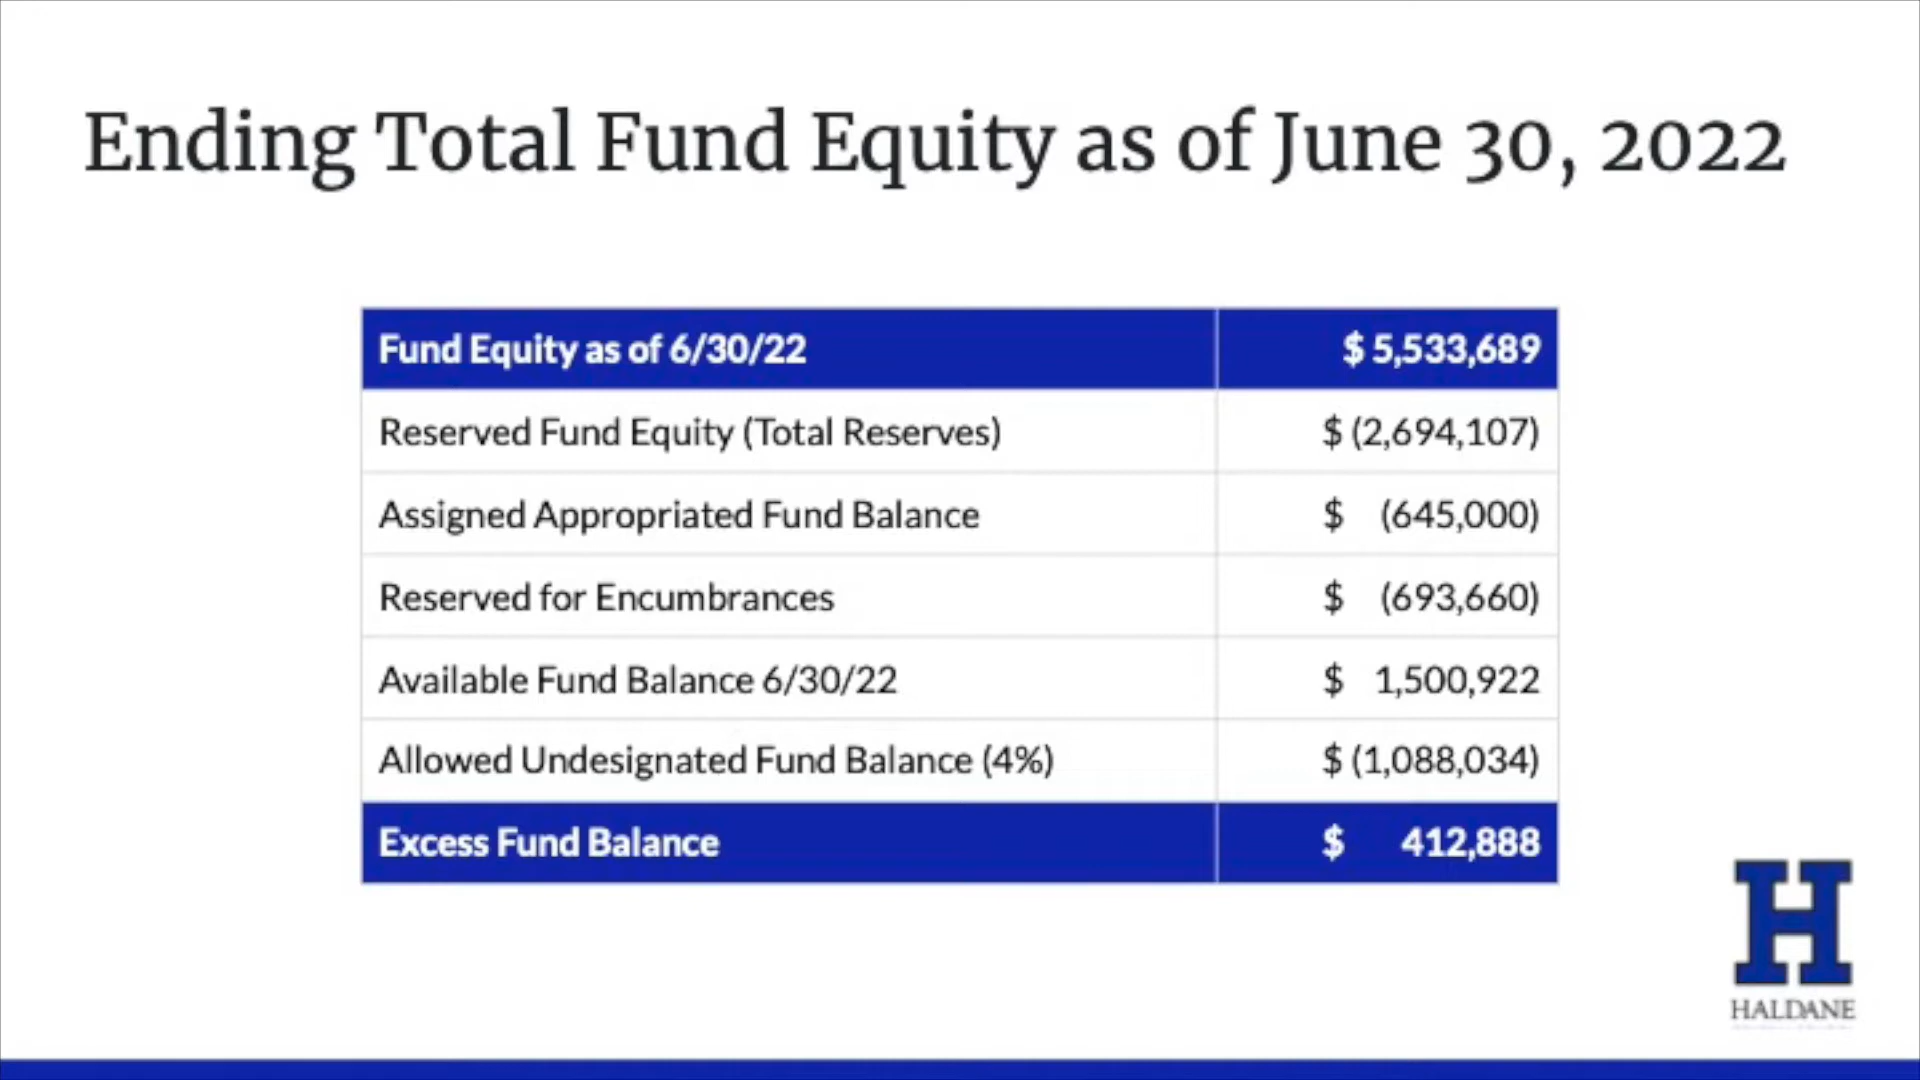 Ending Total Fund Equity as of June 30, 2022
Fund Equity as of 6/30/22 $ 5,533,689
Reserved Fund Equity (Total Reserves) $ (2,694,107)
Assigned Appropriated Fund Balance $ (645,000)
Reserved for Encumbrances $ (693,660)
Available Fund Balance 6/30/22 $ 1,500,922
Allowed Undesignated Fund Balance (4%) $ (1,088,034)
Excess Fund Balance $ 412,888
H
HALDANE